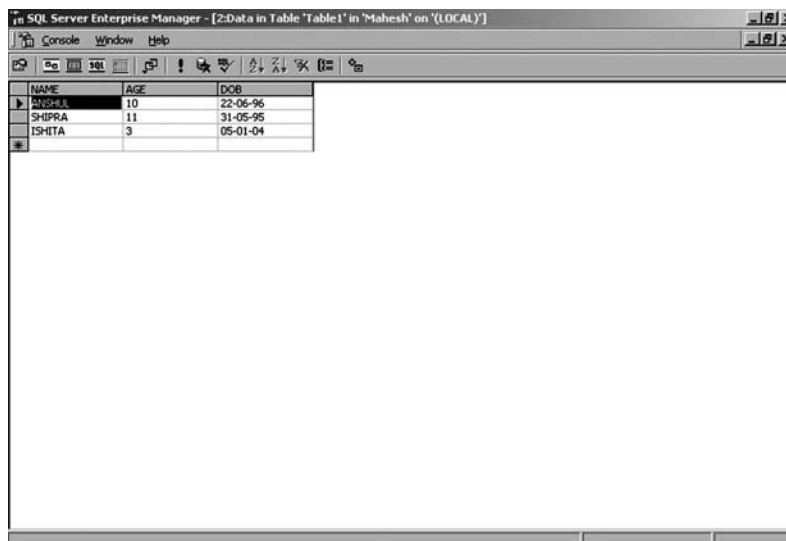 SQL Server Enterprise Manager - [2:Data in Table 'Table1' in 'Mahesh' on '(LOCAL)']
Console Window Help
SQL
NAME AGE DOB
ANSHUL 10 22-06-96
SHIPRA 11 31-05-95
ISHITA 3 05-01-04